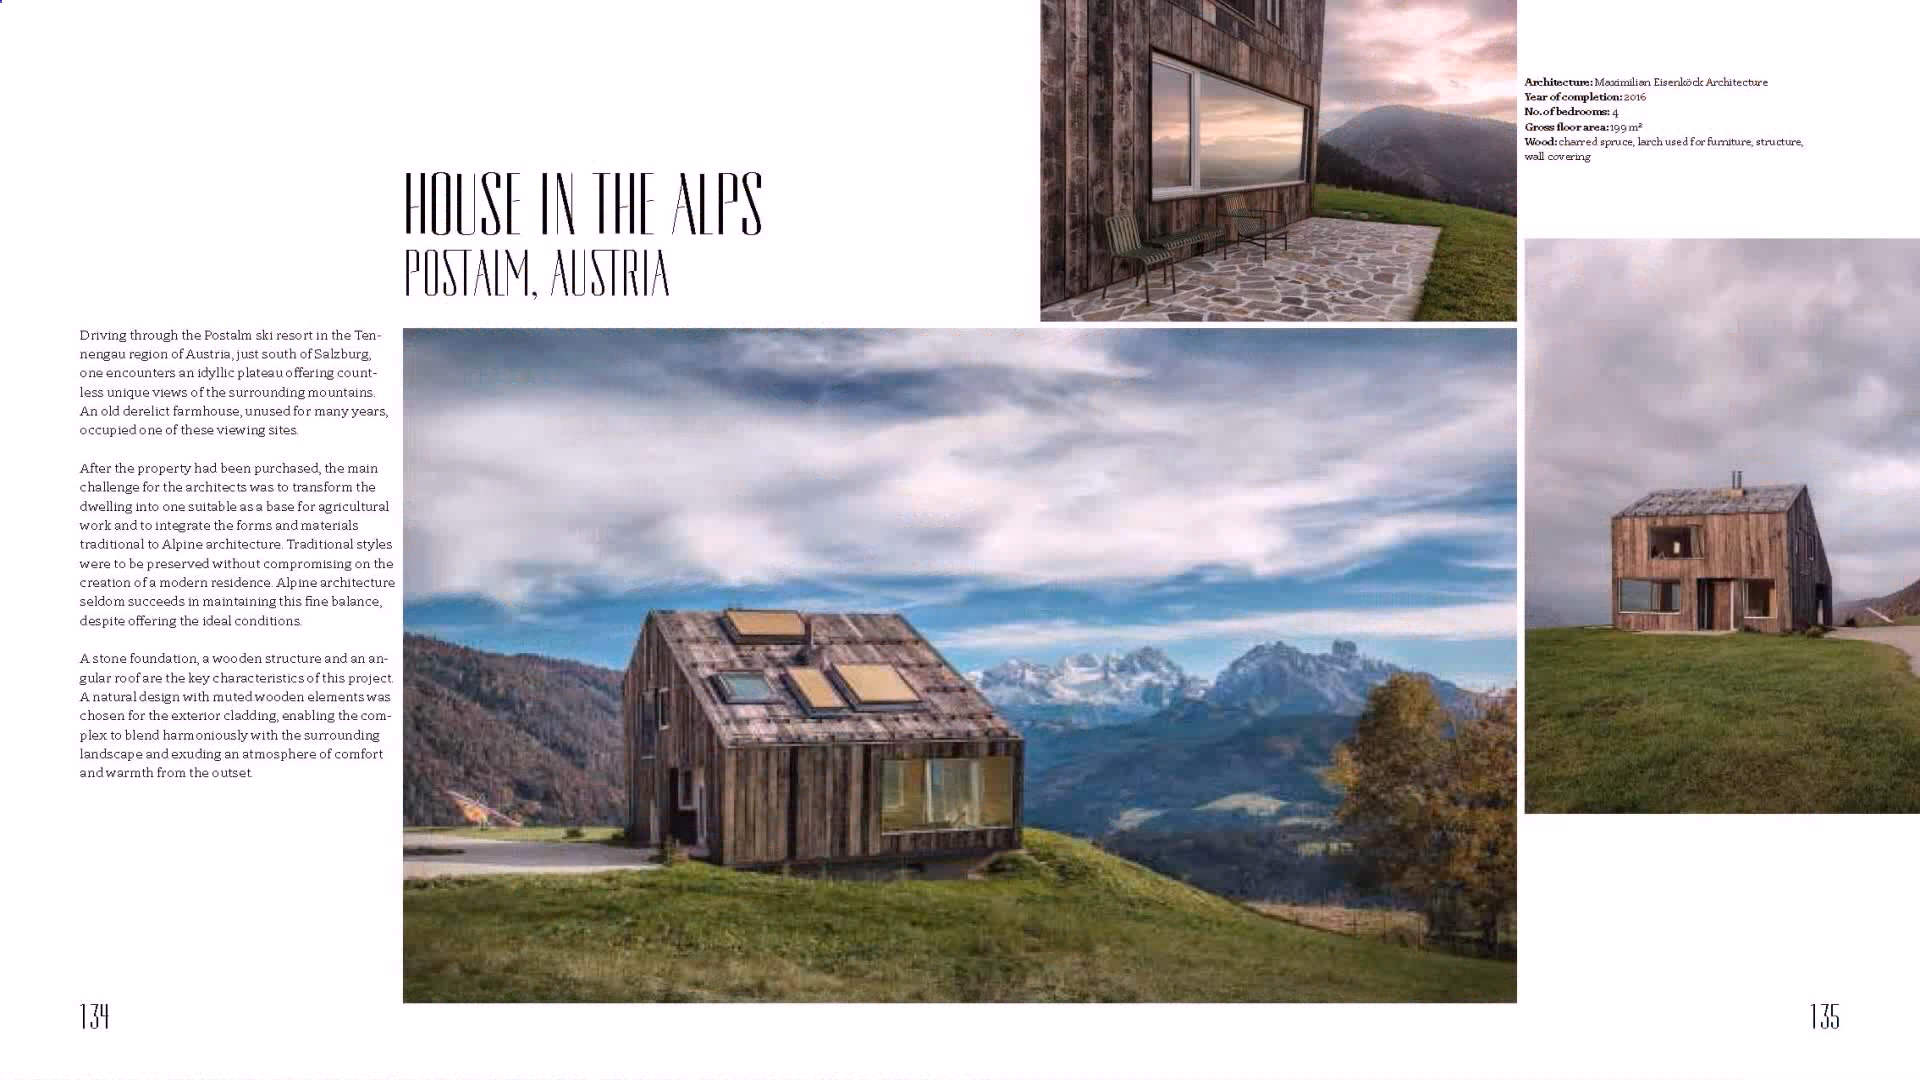 HOUSE IN THE ALPS
POSTALM, AUSTRIA
Driving through the Postalm ski resort in the Ten-
nengau region of Austria, just south of Salzburg,
one encounters an idyllic plateau offering count-
less unique views of the surrounding mountains.
An old derelict farmhouse, unused for many years,
occupied one of these viewing sites.
After the property had been purchased, the main
challenge for the architects was to transform the
dwelling into one suitable as a base for agricultural
work and to integrate the forms and materials
traditional to Alpine architecture. Traditional styles
were to be preserved without compromising on the
creation of a modern residence. Alpine architecture
seldom succeeds in maintaining this fine balance,
despite offering the ideal conditions.
A stone foundation, a wooden structure and an an-
gular roof are the key characteristics of this project.
A natural design with muted wooden elements was
chosen for the exterior cladding, enabling the com-
plex to blend harmoniously with the surrounding
landscape and exuding an atmosphere of comfort
and warmth from the outset.
134
Architecture: Maximilian Eisenköck Architecture
Year of completion: 2016
No. of bedrooms: 4
Gross floor area: 199 m²
Wood: charred spruce, larch used for furniture, structure,
wall covering
135